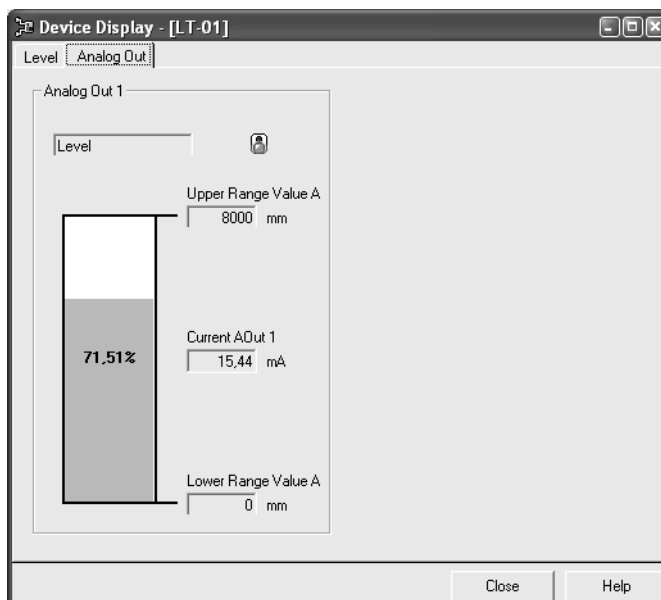 Device Display - [LT-01]
Level Analog Out
Analog Out 1
Level
Upper Range Value A
8000 mm
71,51%
Current AOut 1
15,44 mA
Lower Range Value A
0 mm
Close Help